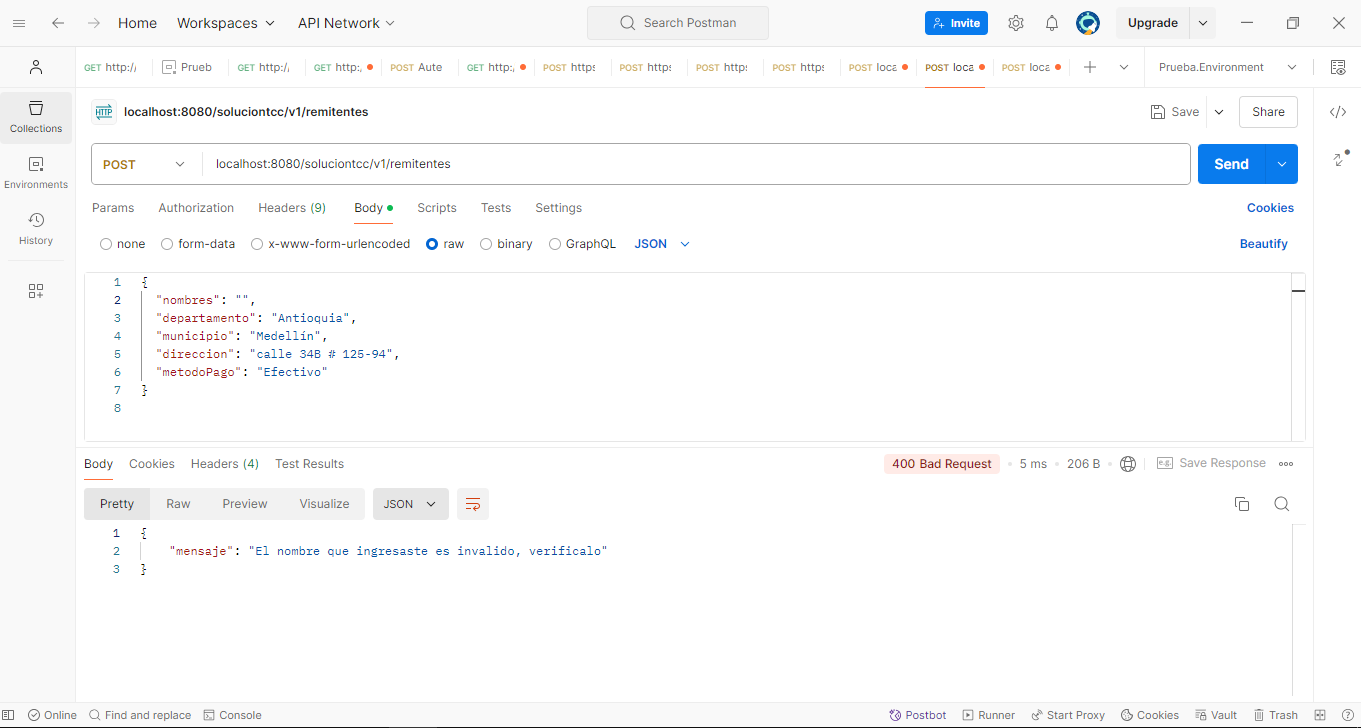 Home Workspaces API Network Search Postman Invite Upgrade
GET http:/ Prueb GET http:/ GET http: POST Aute GET http: POST https POST https POST http: POST https POST loca POST loca POST loca Prueba.Environment
HTTP localhost:8080/soluciontcc/v1/remitentes Save Share
Collections
POST localhost:8080/soluciontcc/v1/remitentes Send
Environments
Params Authorization Headers (9) Body Scripts Tests Settings Cookies
History
none form-data x-www-form-urlencoded raw binary GraphQL JSON Beautify
1 {
2 "nombres": "",
3 "departamento": "Antioquia",
4 "municipio": "Medellín",
5 "direccion": "calle 34B # 125-94",
6 "metodoPago": "Efectivo"
7 }
8
Body Cookies Headers (4) Test Results 400 Bad Request 5 ms 206 B e.g. Save Response
Pretty Raw Preview Visualize JSON
1 {
2 "mensaje": "El nombre que ingresaste es invalido, verificalo"
3 }
Online Find and replace Console Postbot Runner Start Proxy Cookies Vault Trash